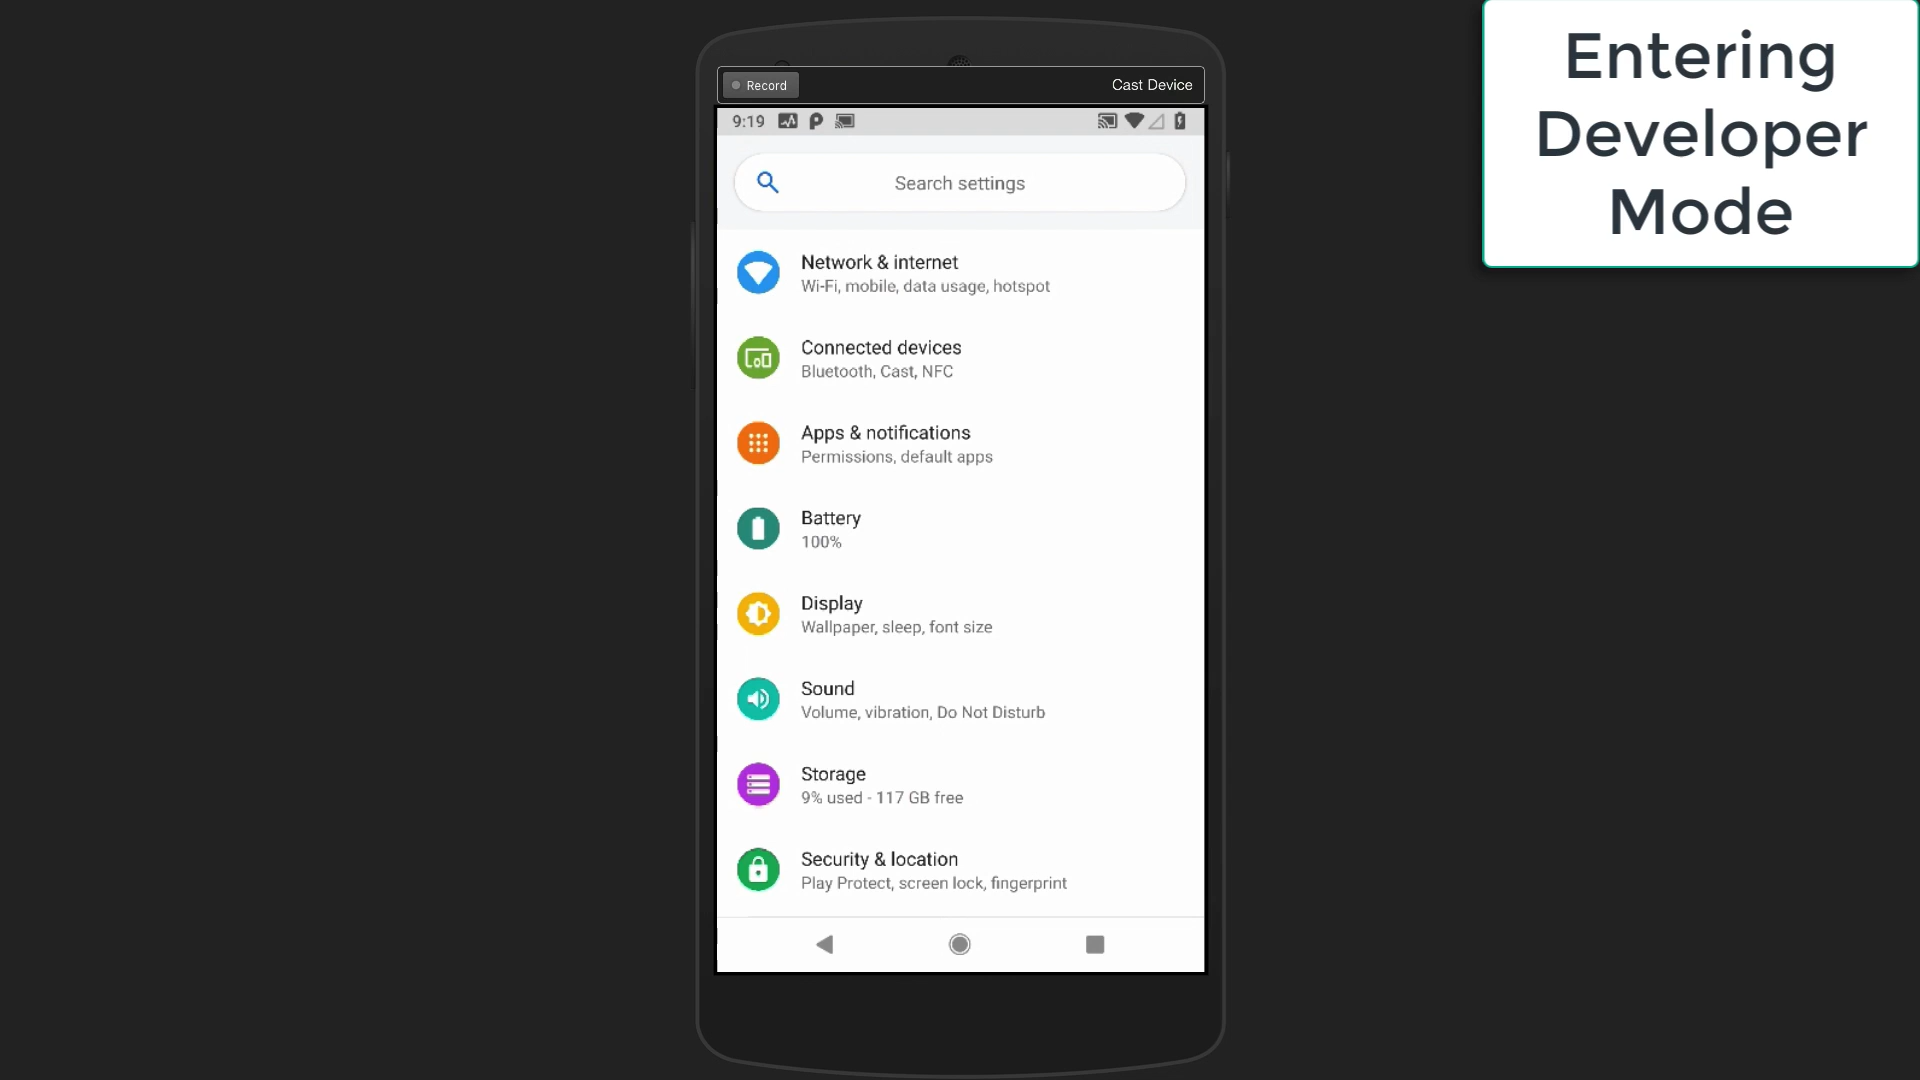 Entering
Developer
Mode
Record
Cast Device
9:19
Search settings
Network & internet
Wi-Fi, mobile, data usage, hotspot
Connected devices
Bluetooth, Cast, NFC
Apps & notifications
Permissions, default apps
Battery
100%
Display
Wallpaper, sleep, font size
Sound
Volume, vibration, Do Not Disturb
Storage
9% used - 117 GB free
Security & location
Play Protect, screen lock, fingerprint